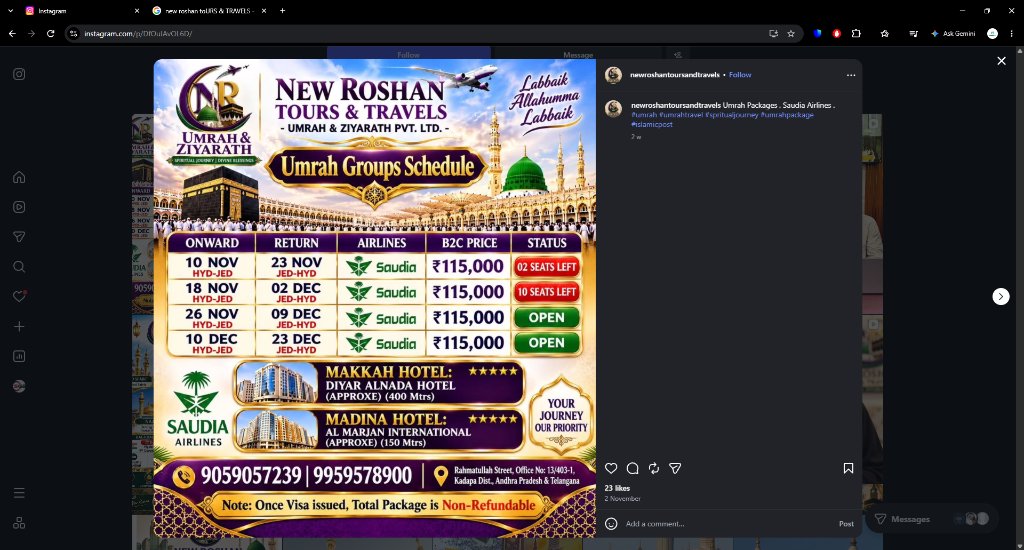 Instagram
new roshan toURS & TRAVELS -
instagram.com/p/DfOulAvOl6D/
Ask Gemini
Follow
Message
NR
UMRAH &
ZIYARATH
SPIRITUAL JOURNEY | DIVINE BLESSINGS
NEW ROSHAN
TOURS & TRAVELS
- UMRAH & ZIYARATH PVT. LTD. -
Labbaik
Allahumma
Labbaik
Umrah Groups Schedule
ONWARD RETURN AIRLINES B2C PRICE STATUS
10 NOV 23 NOV Saudia ₹115,000 02 SEATS LEFT
HYD-JED JED-HYD
18 NOV 02 DEC Saudia ₹115,000 10 SEATS LEFT
HYD-JED JED-HYD
26 NOV 09 DEC Saudia ₹115,000 OPEN
HYD-JED JED-HYD
10 DEC 23 DEC Saudia ₹115,000 OPEN
HYD-JED JED-HYD
SAUDIA
AIRLINES
MAKKAH HOTEL: ★★★★★
DIYAR ALNADA HOTEL
(APPROXE) (400 Mtrs)
MADINA HOTEL: ★★★★★
AL MARJAN INTERNATIONAL
(APPROXE) (150 Mtrs)
YOUR
JOURNEY
OUR PRIORITY
9059057239 | 9959578900
Rahmatullah Street, Office No: 13/403-1,
Kadapa Dist., Andhra Pradesh & Telangana
Note: Once Visa issued, Total Package is Non-Refundable
newroshantoursandtravels • Follow
newroshantoursandtravels Umrah Packages . Saudia Airlines .
#umrah #umrahtravel #spritualjourney #umrahpackage
#islamicpost
2 w
23 likes
2 November
Add a comment...
Post
Messages